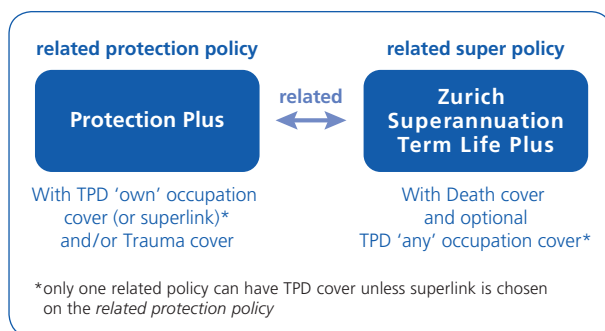 related protection policy
related super policy
Protection Plus
related
Zurich
Superannuation
Term Life Plus
With TPD ‘own’ occupation
cover (or superlink)*
and/or Trauma cover
With Death cover
and optional
TPD ‘any’ occupation cover*
*only one related policy can have TPD cover unless superlink is chosen
on the related protection policy